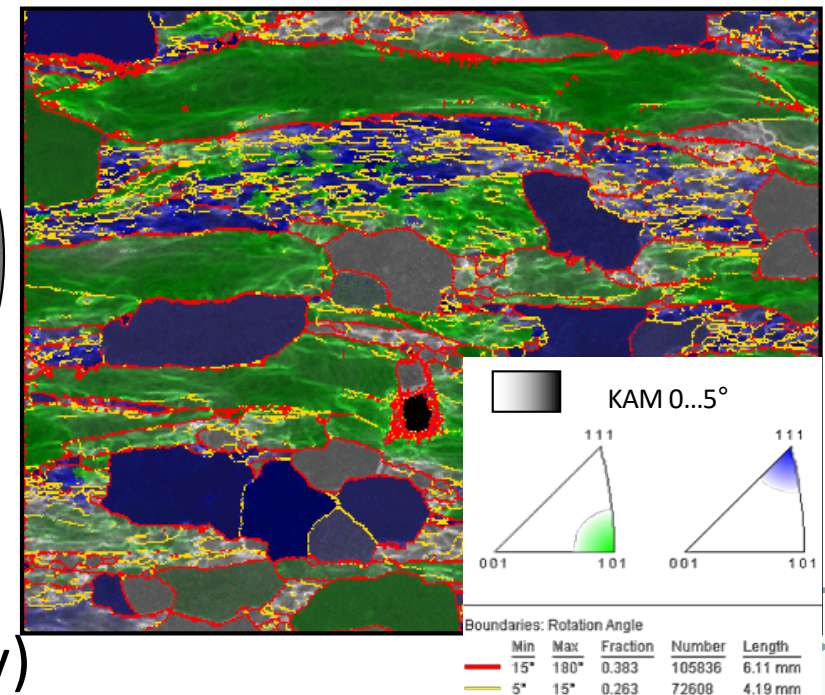 KAM 0...5°
111 111
001 101 001 101
Boundaries: Rotation Angle
Min Max Fraction Number Length
15° 180° 0.383 105836 6.11 mm
5° 15° 0.263 72608 4.19 mm
)